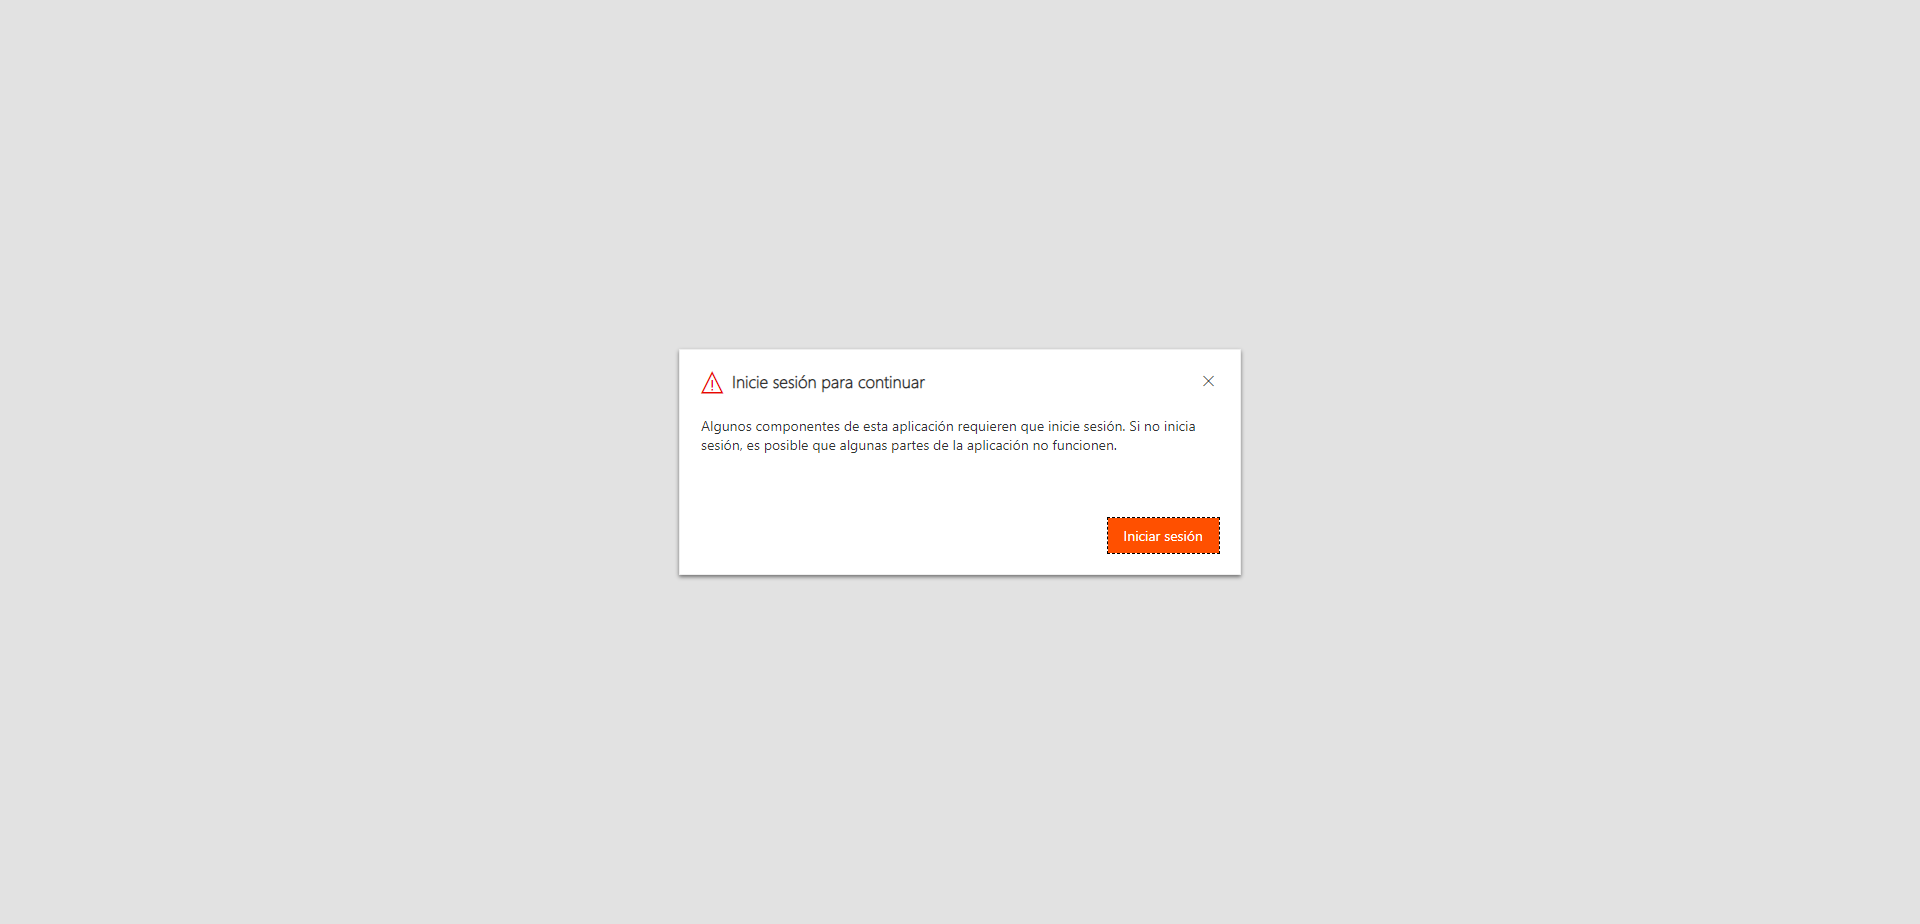 Inicie sesión para continuar
Algunos componentes de esta aplicación requieren que inicie sesión. Si no inicia
sesión, es posible que algunas partes de la aplicación no funcionen.
Iniciar sesión